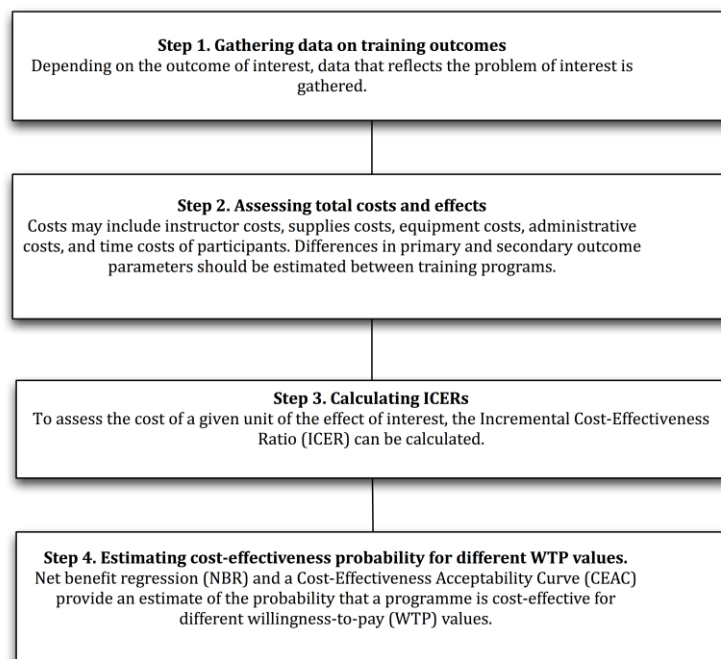 Step 1. Gathering data on training outcomes
Depending on the outcome of interest, data that reflects the problem of interest is
gathered.
Step 2. Assessing total costs and effects
Costs may include instructor costs, supplies costs, equipment costs, administrative
costs, and time costs of participants. Differences in primary and secondary outcome
parameters should be estimated between training programs.
Step 3. Calculating ICERs
To assess the cost of a given unit of the effect of interest, the Incremental Cost-Effectiveness
Ratio (ICER) can be calculated.
Step 4. Estimating cost-effectiveness probability for different WTP values.
Net benefit regression (NBR) and a Cost-Effectiveness Acceptability Curve (CEAC)
provide an estimate of the probability that a programme is cost-effective for
different willingness-to-pay (WTP) values.